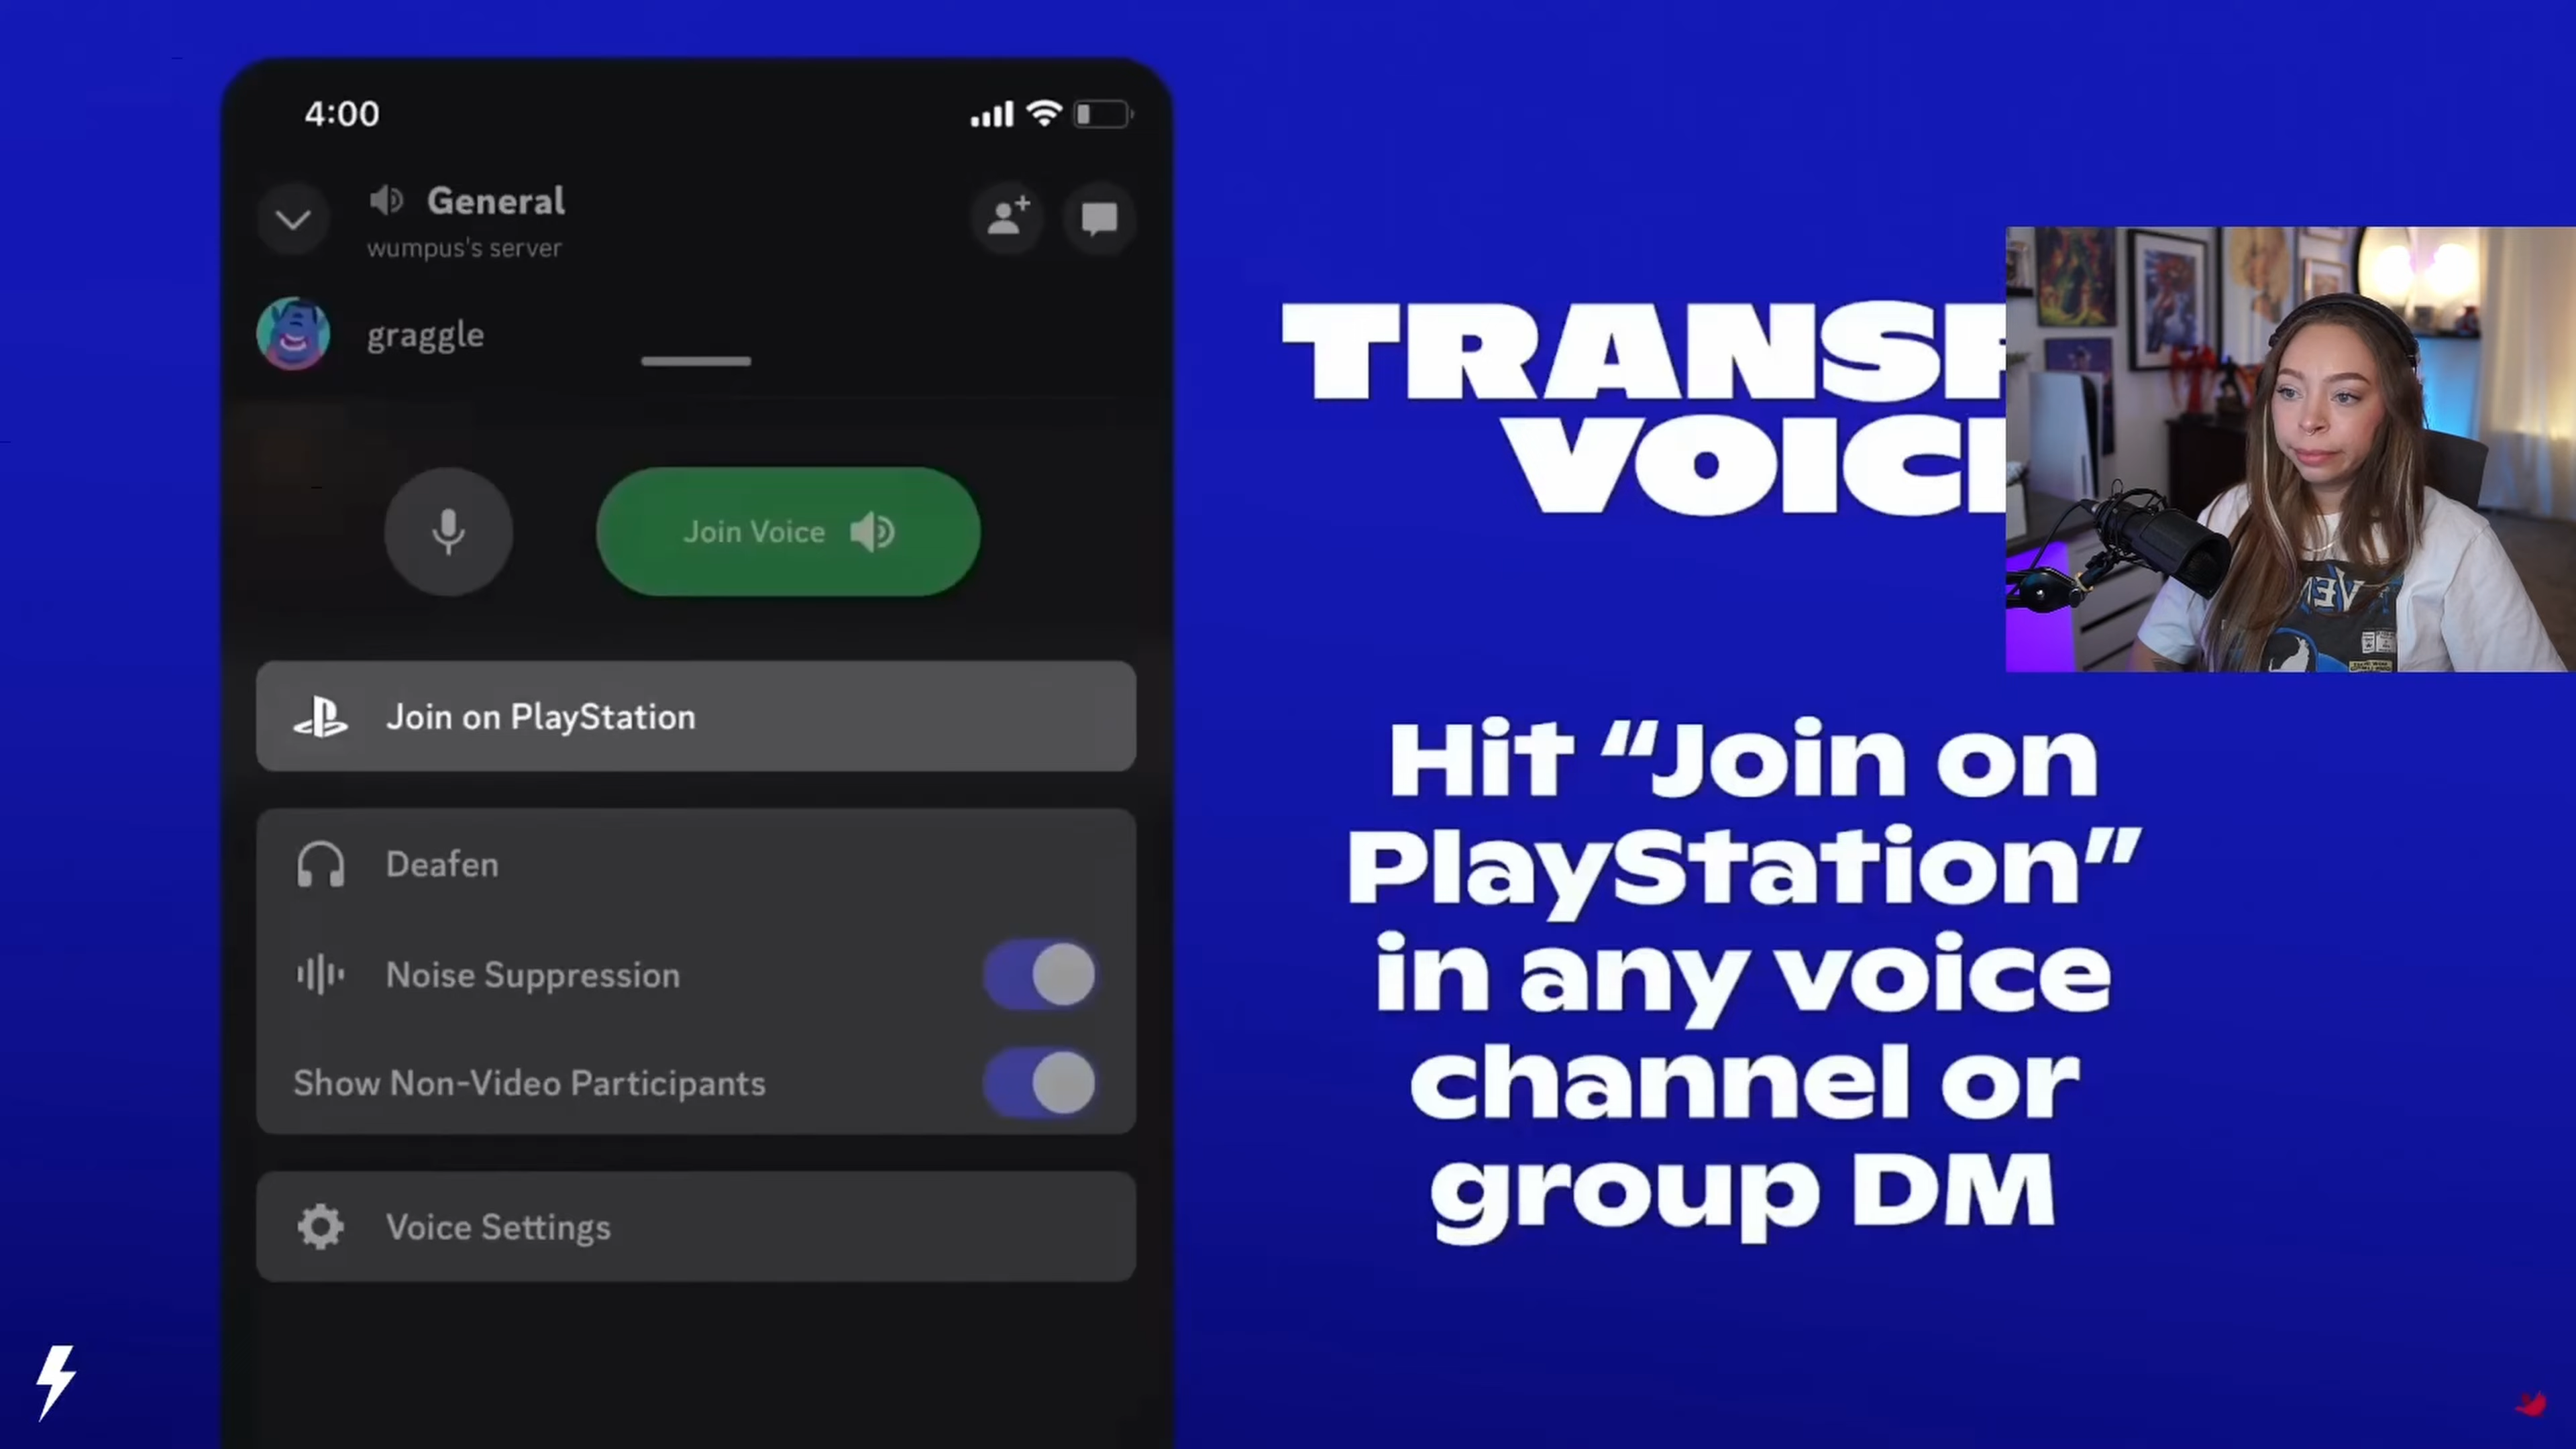 4:00
General
wumpus's server
graggle
Join Voice
Join on PlayStation
Deafen
Noise Suppression
Show Non-Video Participants
Voice Settings
Hit “Join on
PlayStation”
in any voice
channel or
group DM